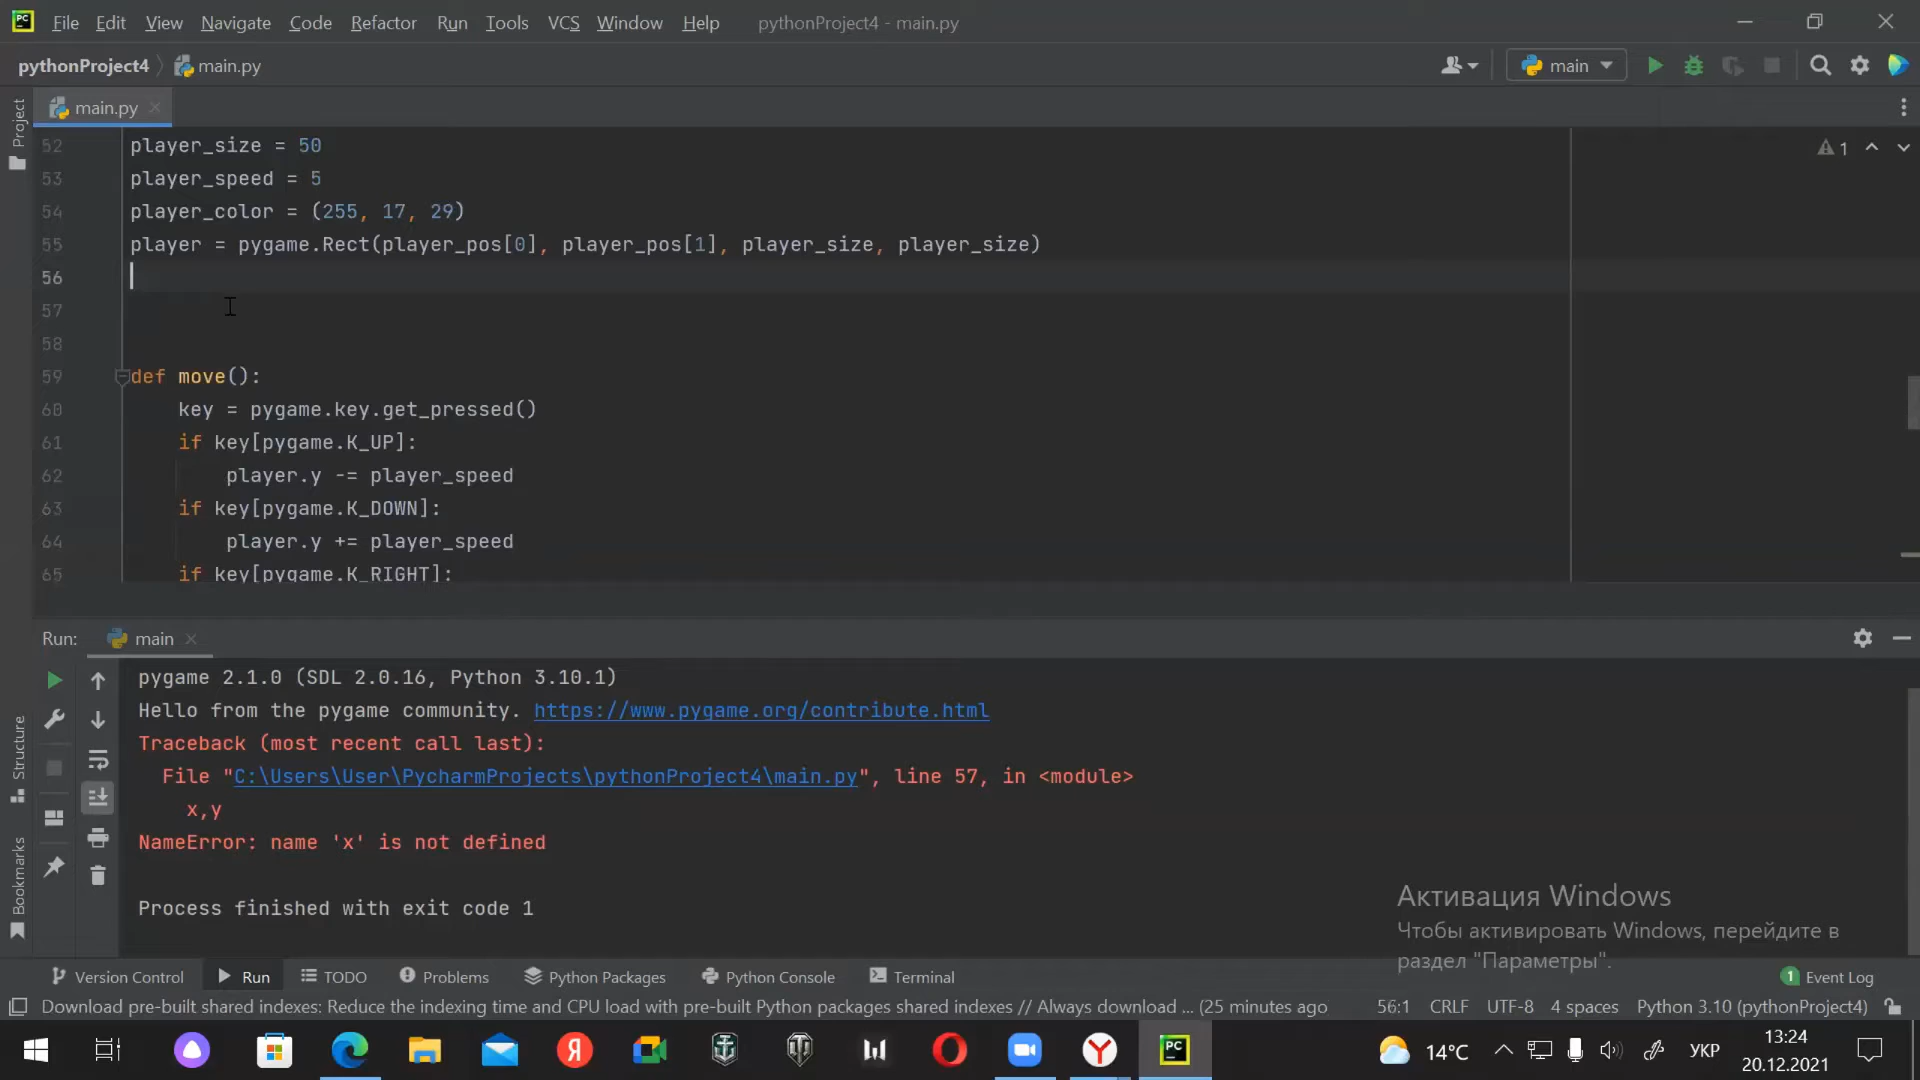 PC File Edit View Navigate Code Refactor Run Tools VCS Window Help pythonProject4 - main.py
pythonProject4 main.py main
Project
main.py
52 player_size = 50
1
53 player_speed = 5
54 player_color = (255, 17, 29)
55 player = pygame.Rect(player_pos[0], player_pos[1], player_size, player_size)
56
57
58
59 def move():
60 key = pygame.key.get_pressed()
61 if key[pygame.K_UP]:
62 player.y -= player_speed
63 if key[pygame.K_DOWN]:
64 player.y += player_speed
65 if key[pygame.K_RIGHT]:
Run: main
pygame 2.1.0 (SDL 2.0.16, Python 3.10.1)
Hello from the pygame community. https://www.pygame.org/contribute.html
Traceback (most recent call last):
File "C:\Users\User\PycharmProjects\pythonProject4\main.py", line 57, in <module>
x,y
NameError: name 'x' is not defined
Process finished with exit code 1
Structure
Bookmarks
Активация Windows
Чтобы активировать Windows, перейдите в
раздел "Параметры".
Version Control Run TODO Problems Python Packages Python Console Terminal 1 Event Log
Download pre-built shared indexes: Reduce the indexing time and CPU load with pre-built Python packages shared indexes // Always download ... (25 minutes ago 56:1 CRLF UTF-8 4 spaces Python 3.10 (pythonProject4)
Я Y PC 14°C УКР 13:24
20.12.2021